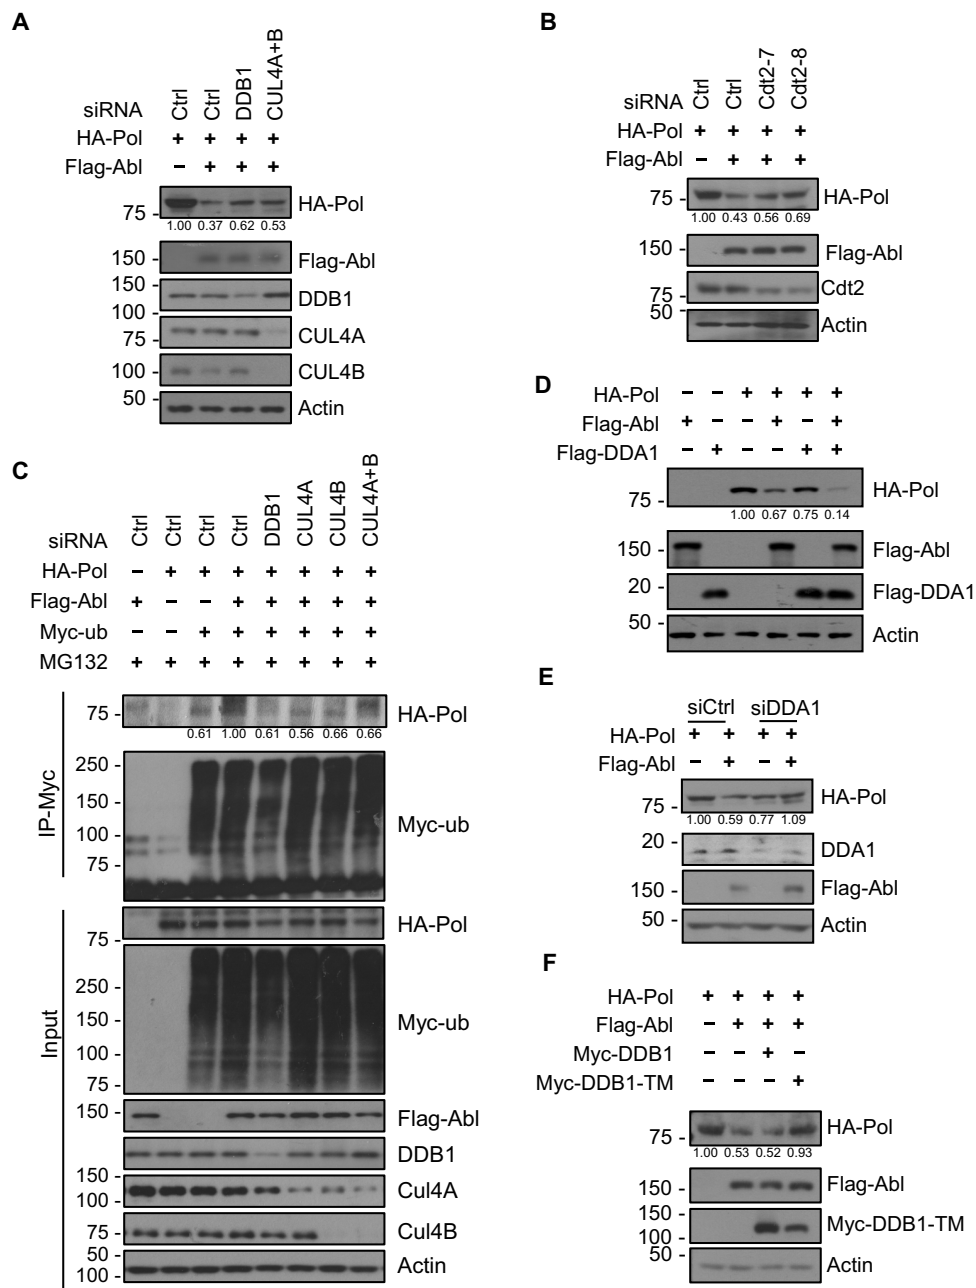 A
siRNA Ctrl Ctrl DDB1 CUL4A+B
HA-Pol + + + +
Flag-Abl – + + +
75 - HA-Pol
1.00 0.37 0.62 0.53
150 - Flag-Abl
150 -
DDB1
100 -
75 - CUL4A
100 - CUL4B
50 -
Actin
B
siRNA Ctrl Ctrl Cdt2-7 Cdt2-8
HA-Pol + + + +
Flag-Abl – + + +
75 - HA-Pol
1.00 0.43 0.56 0.69
150 - Flag-Abl
75 - Cdt2
50 -
Actin
C
siRNA Ctrl Ctrl Ctrl Ctrl DDB1 CUL4A CUL4B CUL4A+B
HA-Pol – + + + + + + +
Flag-Abl + – – + + + + +
Myc-ub – – + + + + + +
MG132 + + + + + + + +
IP-Myc
75 - HA-Pol
0.61 1.00 0.61 0.56 0.66 0.66
250 -
150 -
Myc-ub
100 -
75 -
Input
HA-Pol
75 -
250 -
150 - Myc-ub
100 -
75 -
150 - Flag-Abl
DDB1
150 -
Cul4A
100 -
75 - Cul4B
50 -
Actin
100 -
D
HA-Pol – – + + + +
Flag-Abl + – – + – +
Flag-DDA1 – + – – + +
75 - HA-Pol
1.00 0.67 0.75 0.14
150 - Flag-Abl
20 - Flag-DDA1
50 -
Actin
E
siCtrl siDDA1
HA-Pol + + + +
Flag-Abl – + – +
75 - HA-Pol
1.00 0.59 0.77 1.09
20 -
DDA1
150 - Flag-Abl
50 - Actin
F
HA-Pol + + + +
Flag-Abl – + + +
Myc-DDB1 – – + –
Myc-DDB1-TM – – – +
75 - HA-Pol
1.00 0.53 0.52 0.93
150 - Flag-Abl
150 - Myc-DDB1-TM
100 -
50 -
Actin